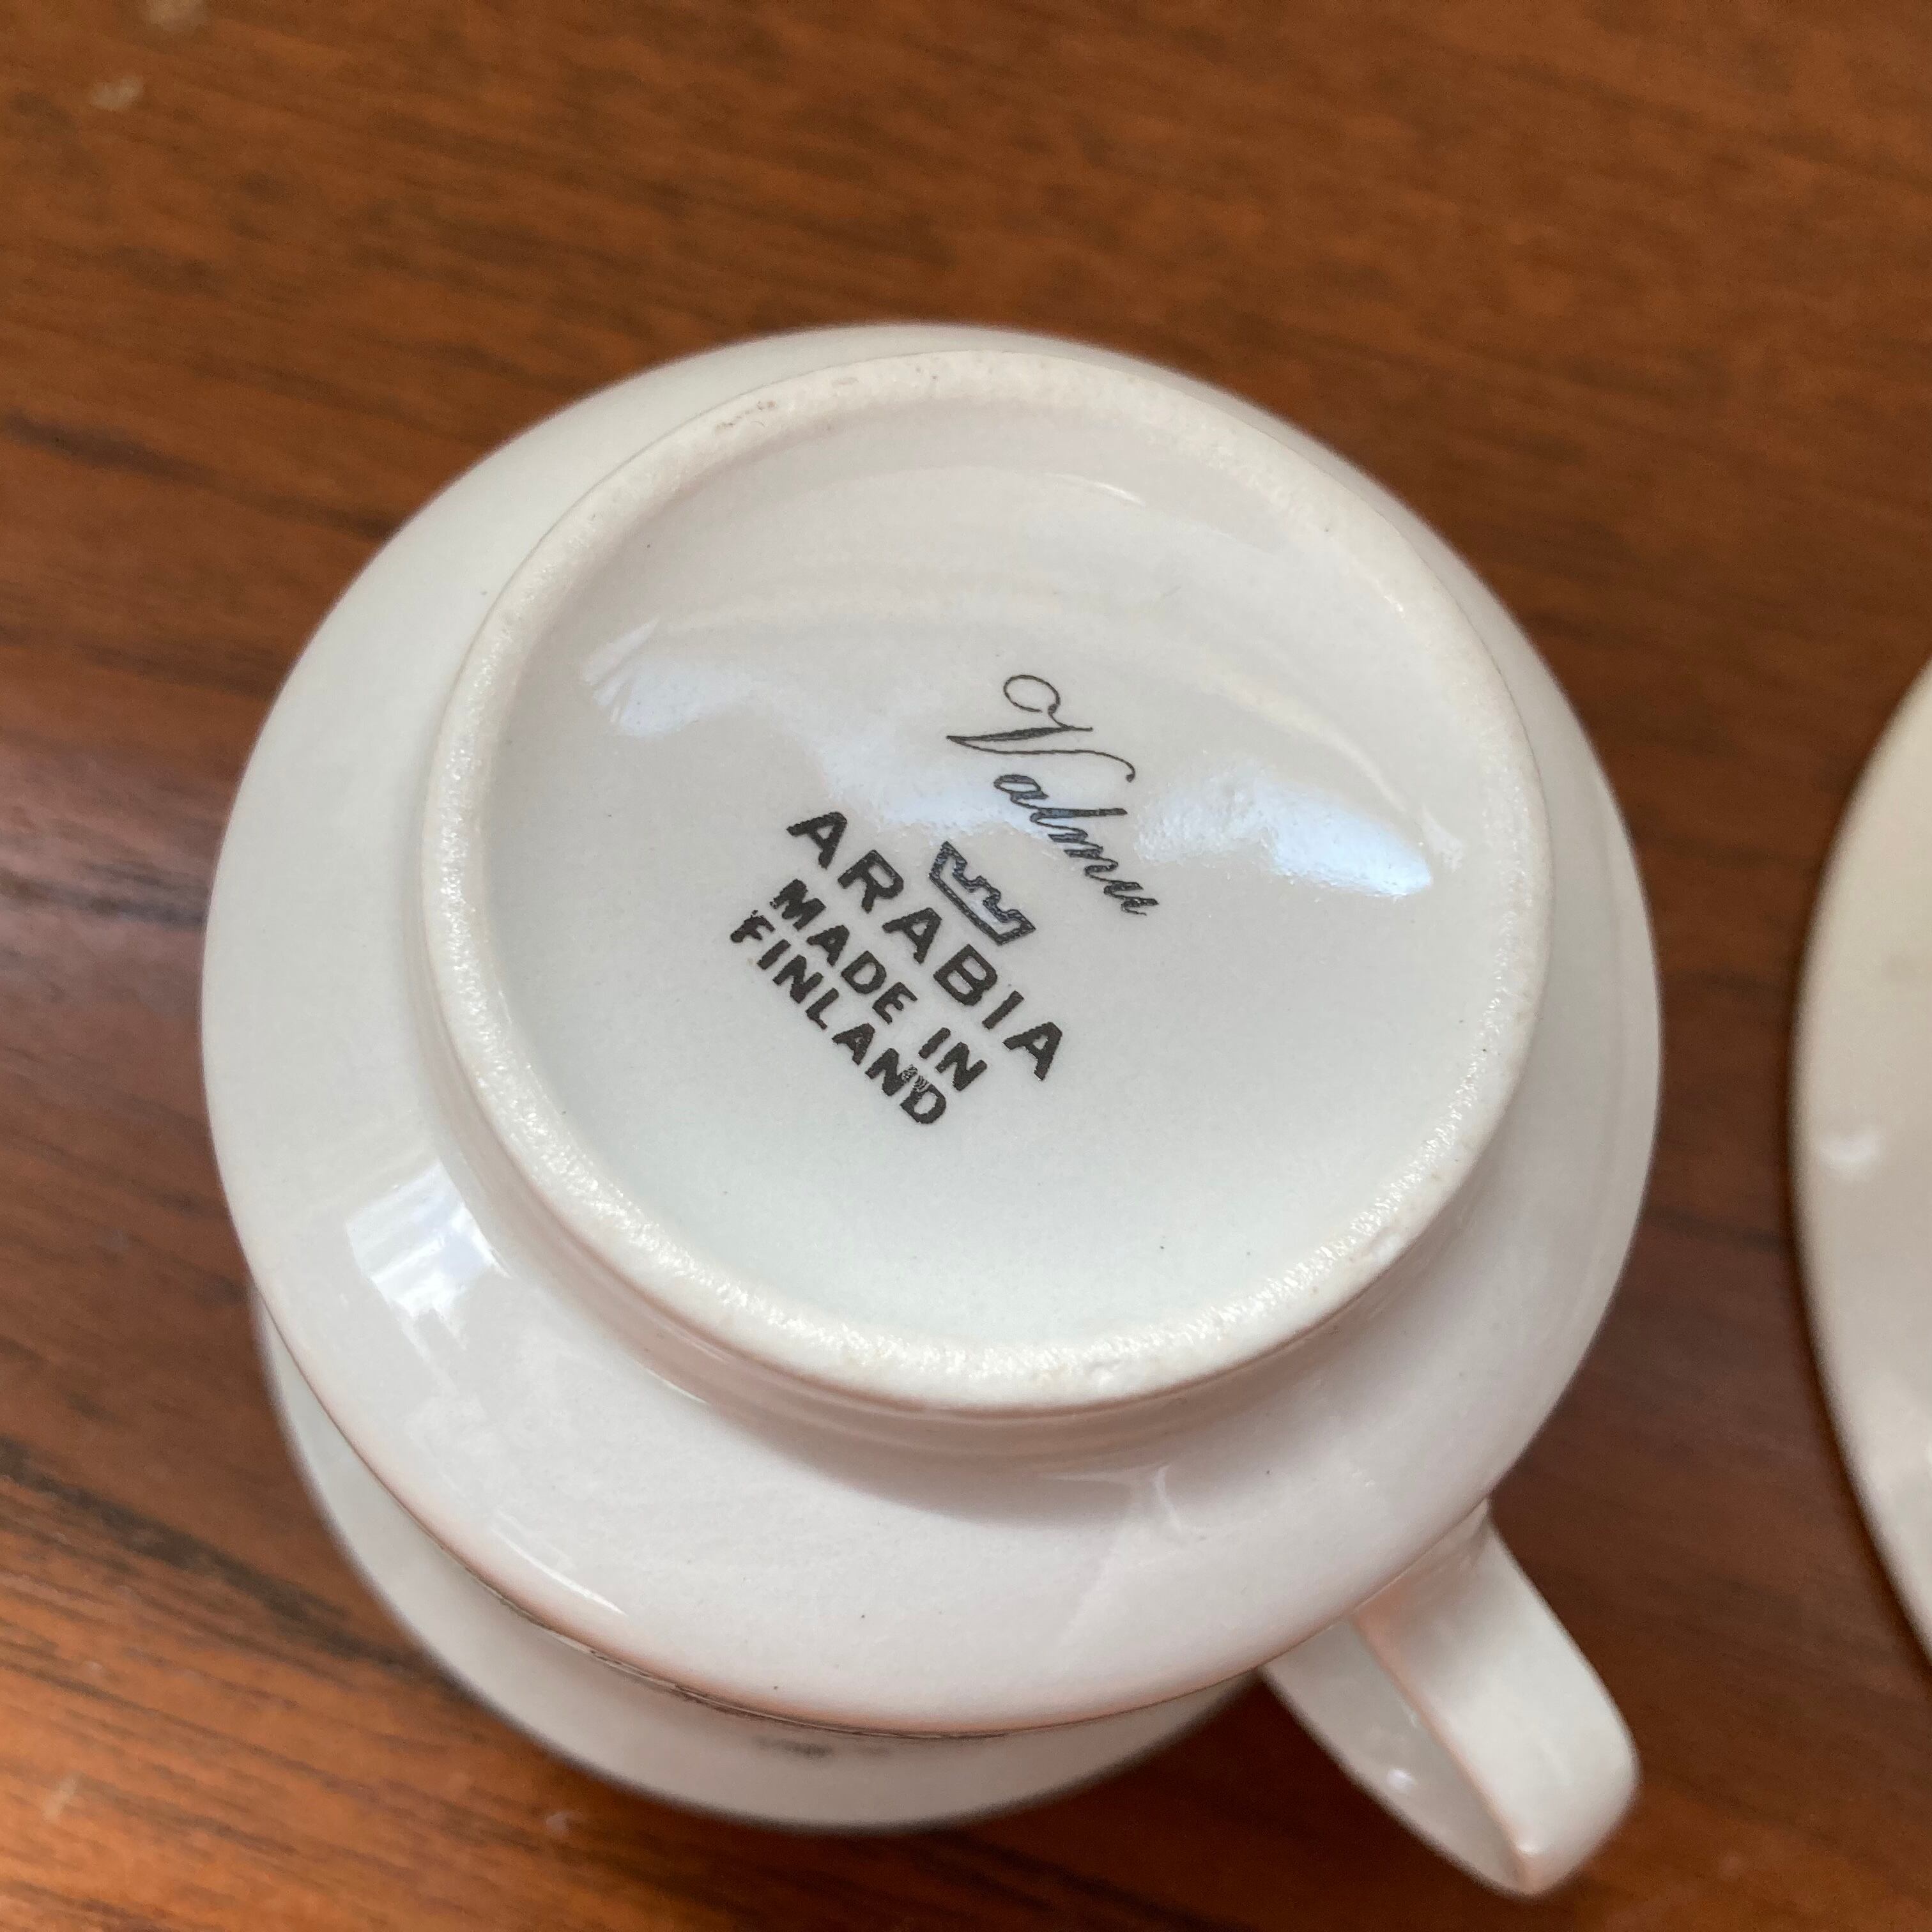 Valmu
ARABIA
MADE IN
FINLAND